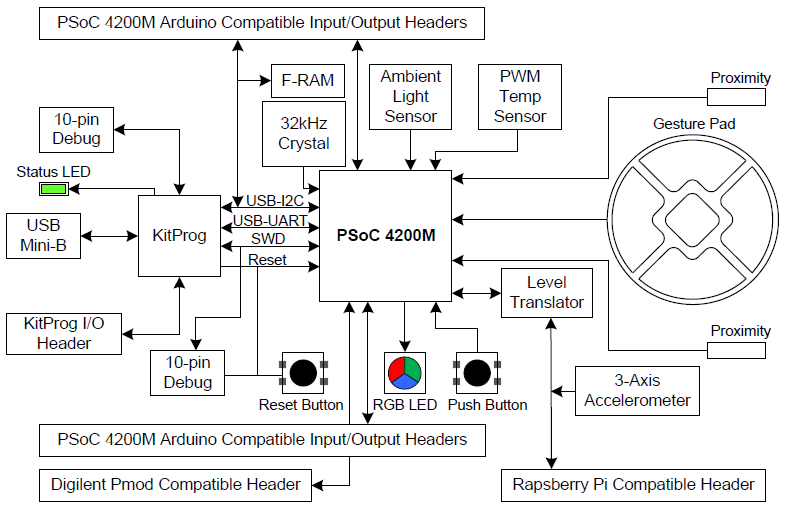 PSoC 4200M Arduino Compatible Input/Output Headers
F-RAM
Ambient
Light
Sensor
PWM
Temp
Sensor
Proximity
10-pin
Debug
32kHz
Crystal
Gesture Pad
Status LED
USB-I2C
USB
Mini-B
KitProg
USB-UART
PSoC 4200M
SWD
Reset
Level
Translator
KitProg I/O
Header
Proximity
10-pin
Debug
3-Axis
Accelerometer
Reset Button
RGB LED
Push Button
PSoC 4200M Arduino Compatible Input/Output Headers
Digilent Pmod Compatible Header
Rapsberry Pi Compatible Header